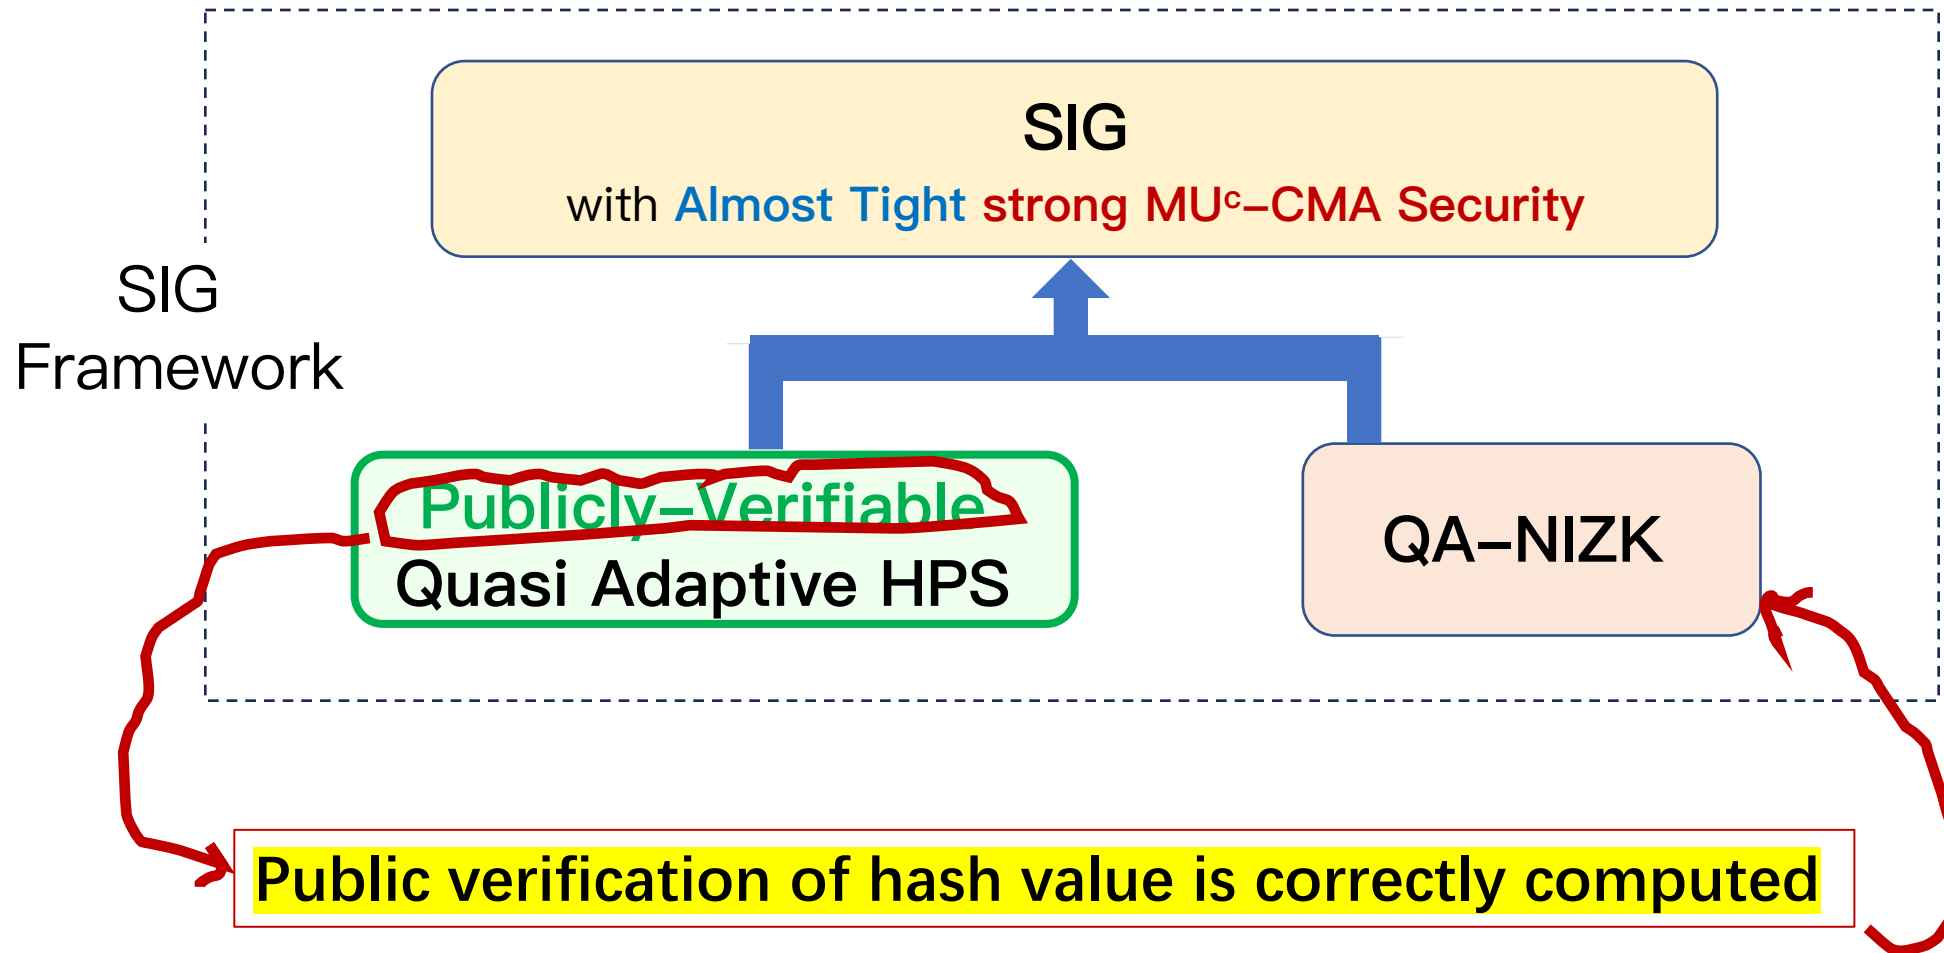 SIG
with Almost Tight strong MUᶜ–CMA Security
SIG
Framework
Publicly–Verifiable
Quasi Adaptive HPS
QA–NIZK
Public verification of hash value is correctly computed